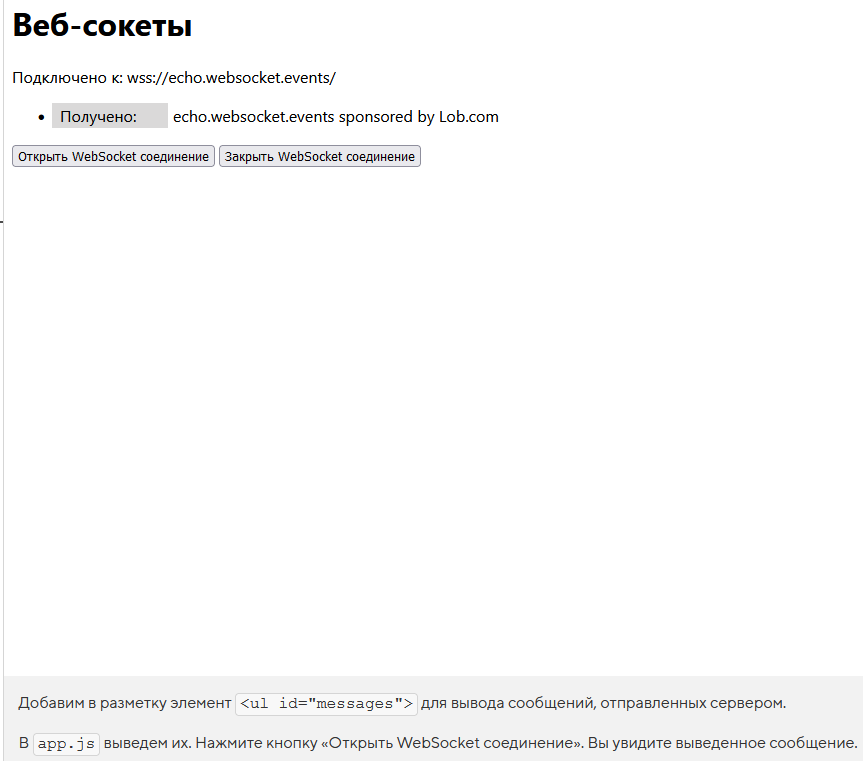 Веб-сокеты
Подключено к: wss://echo.websocket.events/
• Получено: echo.websocket.events sponsored by Lob.com
Открыть WebSocket соединение Закрыть WebSocket соединение
Добавим в разметку элемент <ul id="messages"> для вывода сообщений, отправленных сервером.
В app.js выведем их. Нажмите кнопку «Открыть WebSocket соединение». Вы увидите выведенное сообщение.